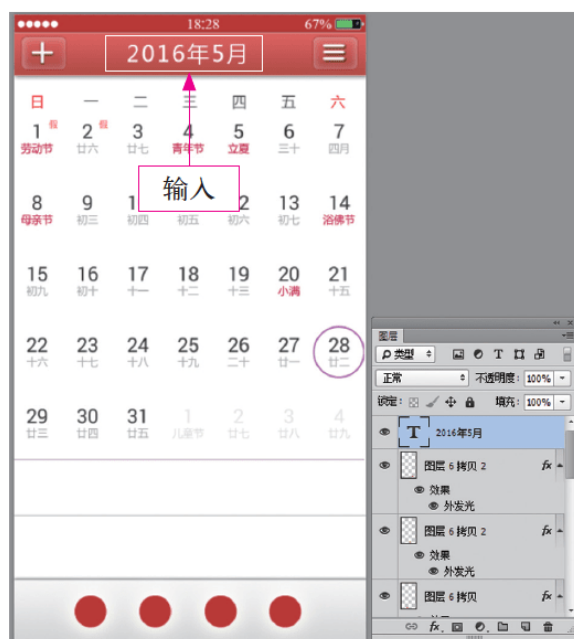 18:28 67%
2016年5月
日 一 二 三 四 五 六
1 假 2 假 3 4 5 6 7
劳动节 廿六 廿七 青年节 立夏 三十 四月
输入
8 9 1 2 13 14
母亲节 初三 初四 初五 初六 初七 浴佛节
15 16 17 18 19 20 21
初九 初十 十一 十二 十三 小满 十五
22 23 24 25 26 27 28
十六 十七 十八 十九 二十 廿一 廿二
29 30 31 1 2 3 4
廿三 廿四 廿五 儿童节 廿七 廿八 廿九
图层
类型
正常 不透明度: 100%
锁定: 填充: 100%
T 2016年5月
图层 6 拷贝 2 fx
效果
外发光
图层 6 拷贝 2 fx
效果
外发光
图层 6 拷贝 fx